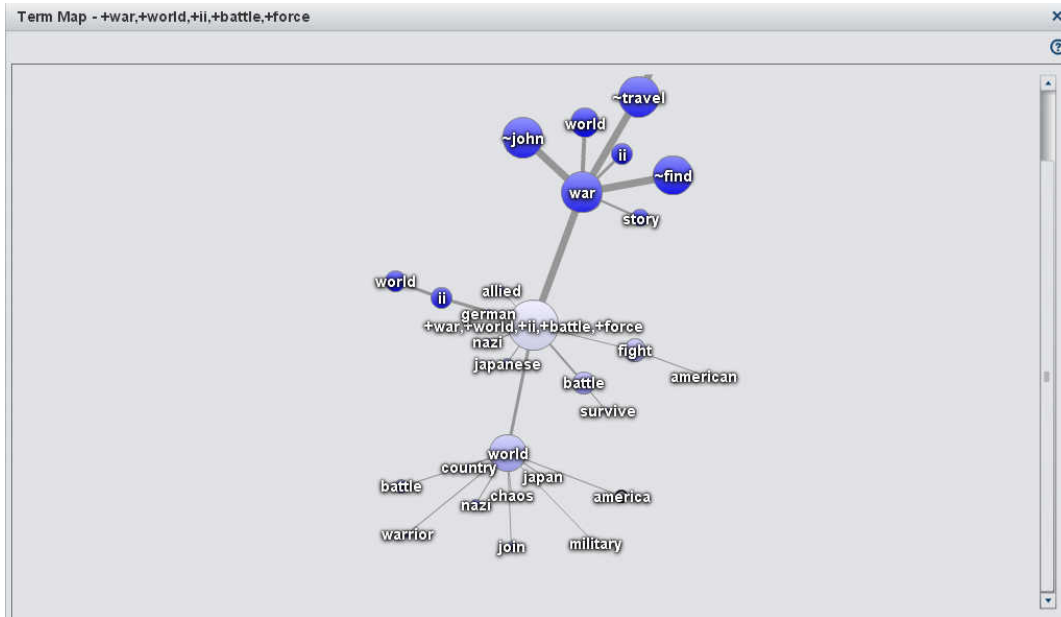 Term Map - +war,+world,+ii,+battle,+force
~travel
world
~john
ii
~find
war
story
world
allied
ii
german
+war,+world,+ii,+battle,+force
nazi
fight
japanese
american
battle
survive
world
country
japan
battle
chaos
america
nazi
warrior
join
military